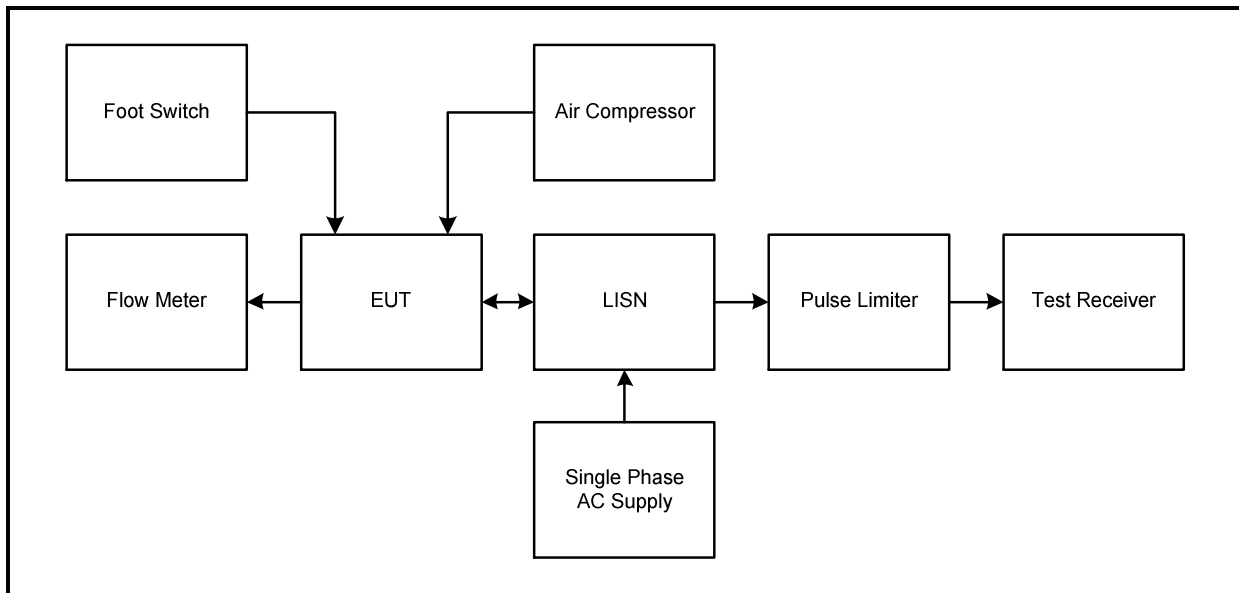 Foot Switch
Air Compressor
Flow Meter
EUT
LISN
Pulse Limiter
Test Receiver
Single Phase
AC Supply